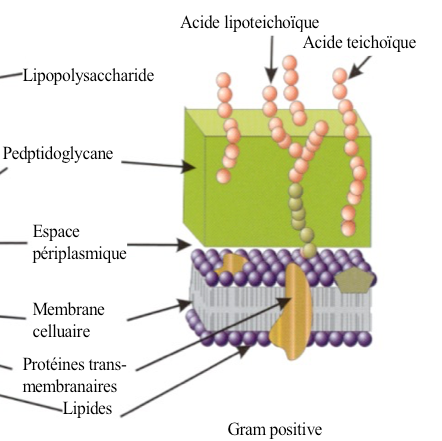 Acide lipoteichoïque
Acide teichoïque
Lipopolysaccharide
Pedptidoglycane
Espace
périplasmique
Membrane
celluaire
Protéines trans-
membranaires
Lipides
Gram positive